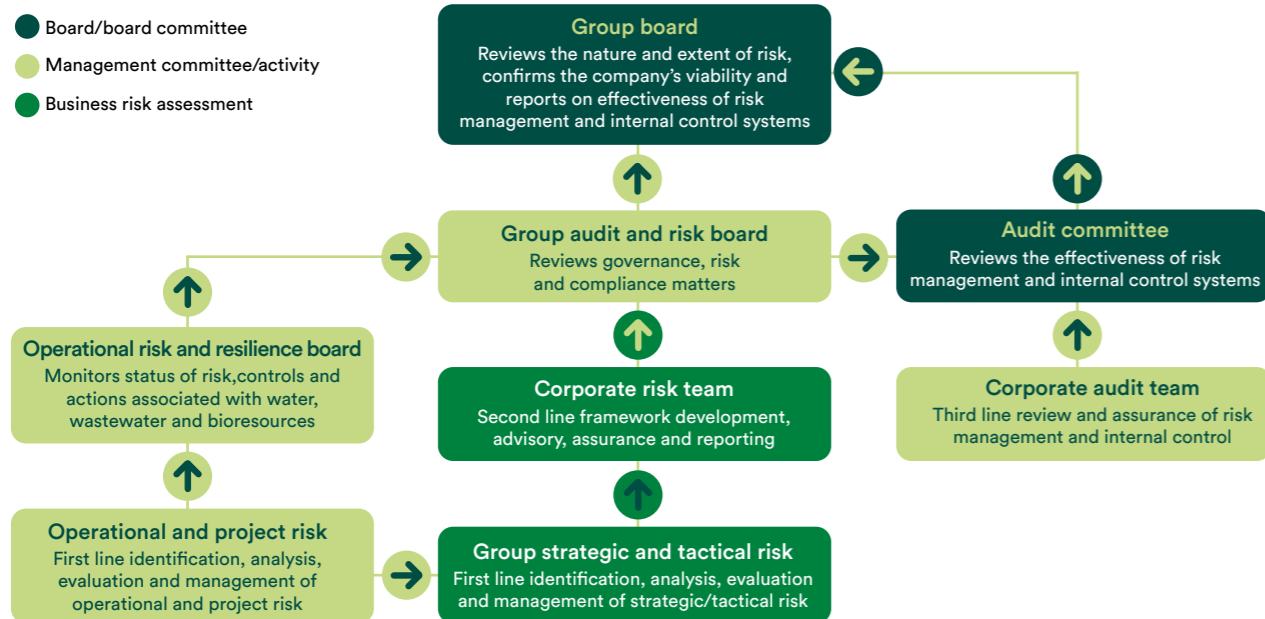 Board/board committee
Management committee/activity
Business risk assessment
Group board
Reviews the nature and extent of risk,
confirms the company’s viability and
reports on effectiveness of risk
management and internal control systems
Group audit and risk board
Reviews governance, risk
and compliance matters
Audit committee
Reviews the effectiveness of risk
management and internal control systems
Operational risk and resilience board
Monitors status of risk,controls and
actions associated with water,
wastewater and bioresources
Corporate risk team
Second line framework development,
advisory, assurance and reporting
Corporate audit team
Third line review and assurance of risk
management and internal control
Operational and project risk
First line identification, analysis,
evaluation and management of
operational and project risk
Group strategic and tactical risk
First line identification, analysis, evaluation
and management of strategic/tactical risk